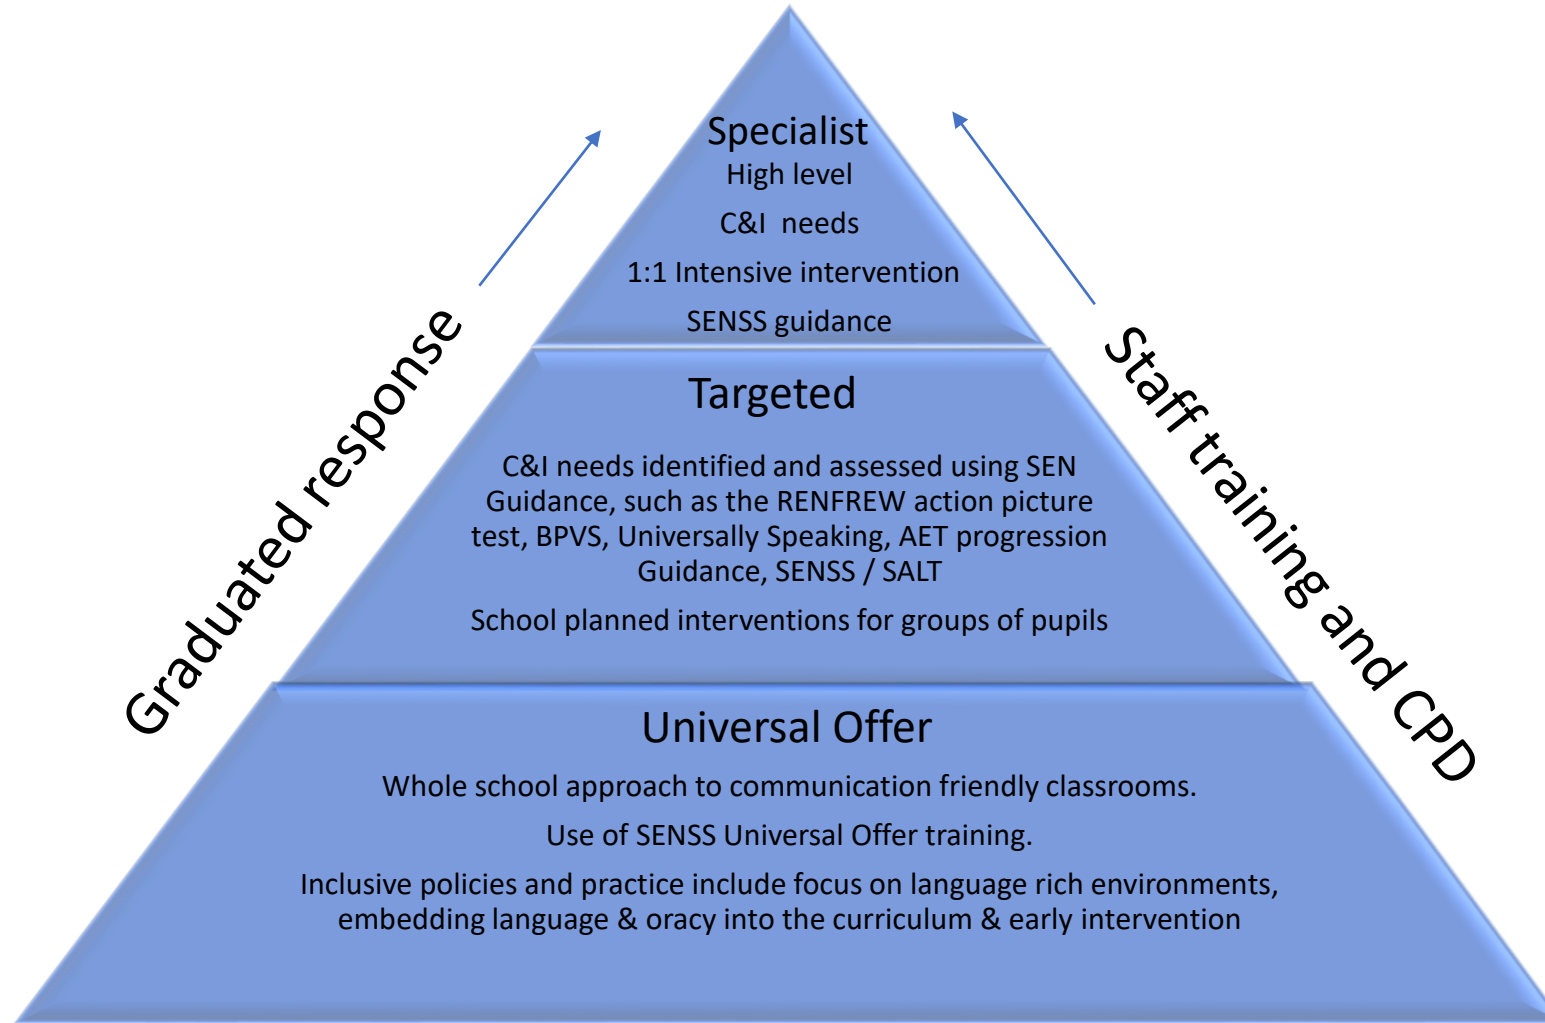 Specialist
High level
C&I  needs
1:1 Intensive intervention
SENSS guidance
Graduated response
Staff training and CPD
Targeted
C&I needs identified and assessed using SEN
Guidance, such as the RENFREW action picture
test, BPVS, Universally Speaking, AET progression
Guidance, SENSS / SALT
School planned interventions for groups of pupils
Universal Offer
Whole school approach to communication friendly classrooms.
Use of SENSS Universal Offer training.
Inclusive policies and practice include focus on language rich environments,
embedding language & oracy into the curriculum & early intervention